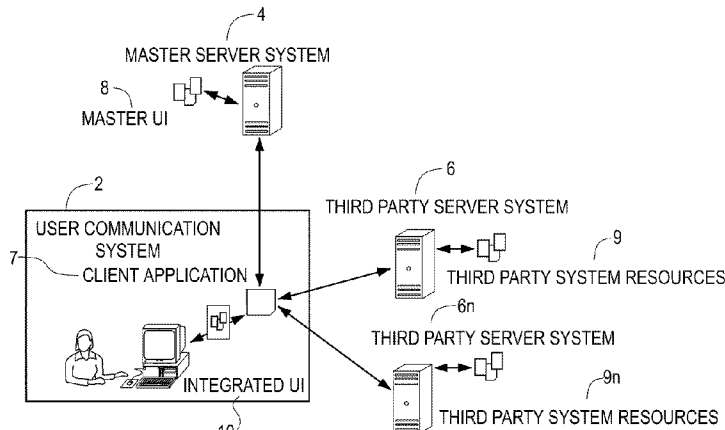 4
MASTER SERVER SYSTEM
8
MASTER UI
2
USER COMMUNICATION
SYSTEM
7
CLIENT APPLICATION
INTEGRATED UI
10
6
THIRD PARTY SERVER SYSTEM
9
THIRD PARTY SYSTEM RESOURCES
6n
THIRD PARTY SERVER SYSTEM
9n
THIRD PARTY SYSTEM RESOURCES